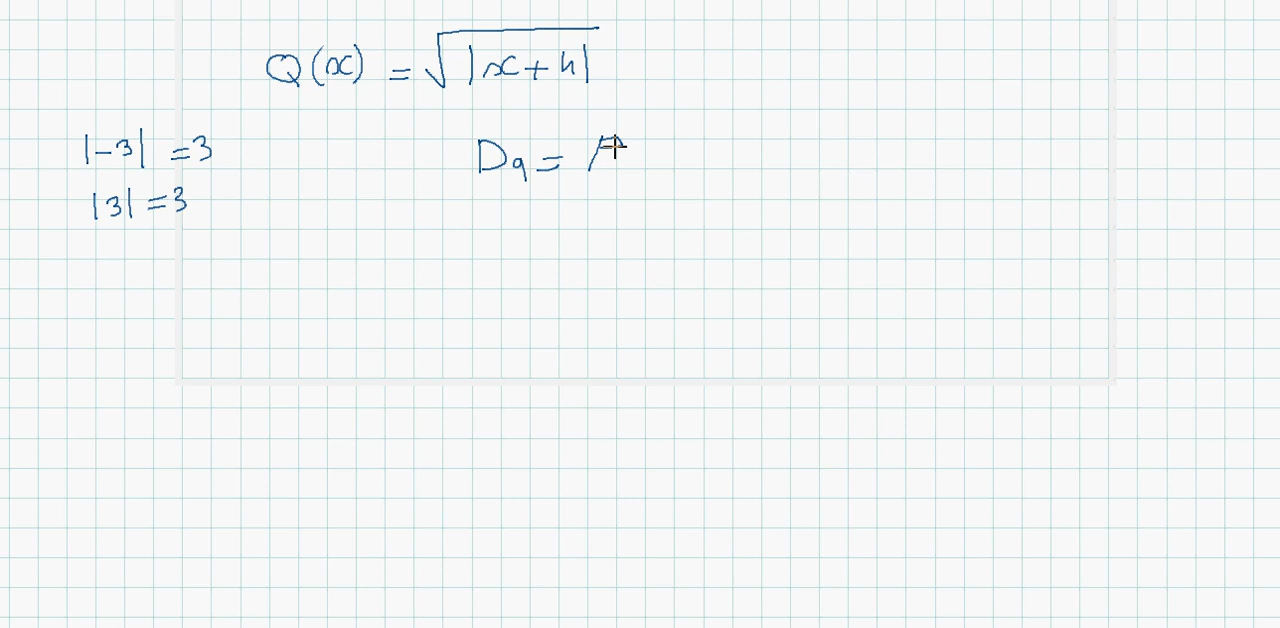 Q(x) = √|x+4|
|-3| = 3
Dq =
|3| = 3